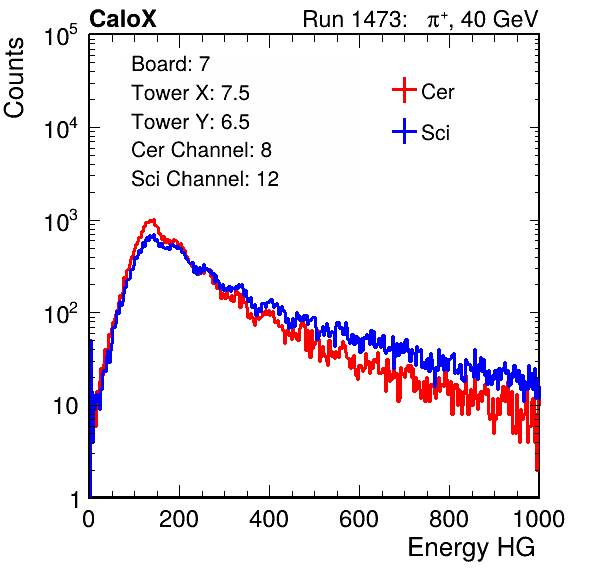 CaloX Run 1473: π⁺, 40 GeV
Counts
Board: 7
Tower X: 7.5
Tower Y: 6.5
Cer Channel: 8
Sci Channel: 12
Cer
Sci
10⁵
10⁴
10³
10²
10
1
0 200 400 600 800 1000
Energy HG